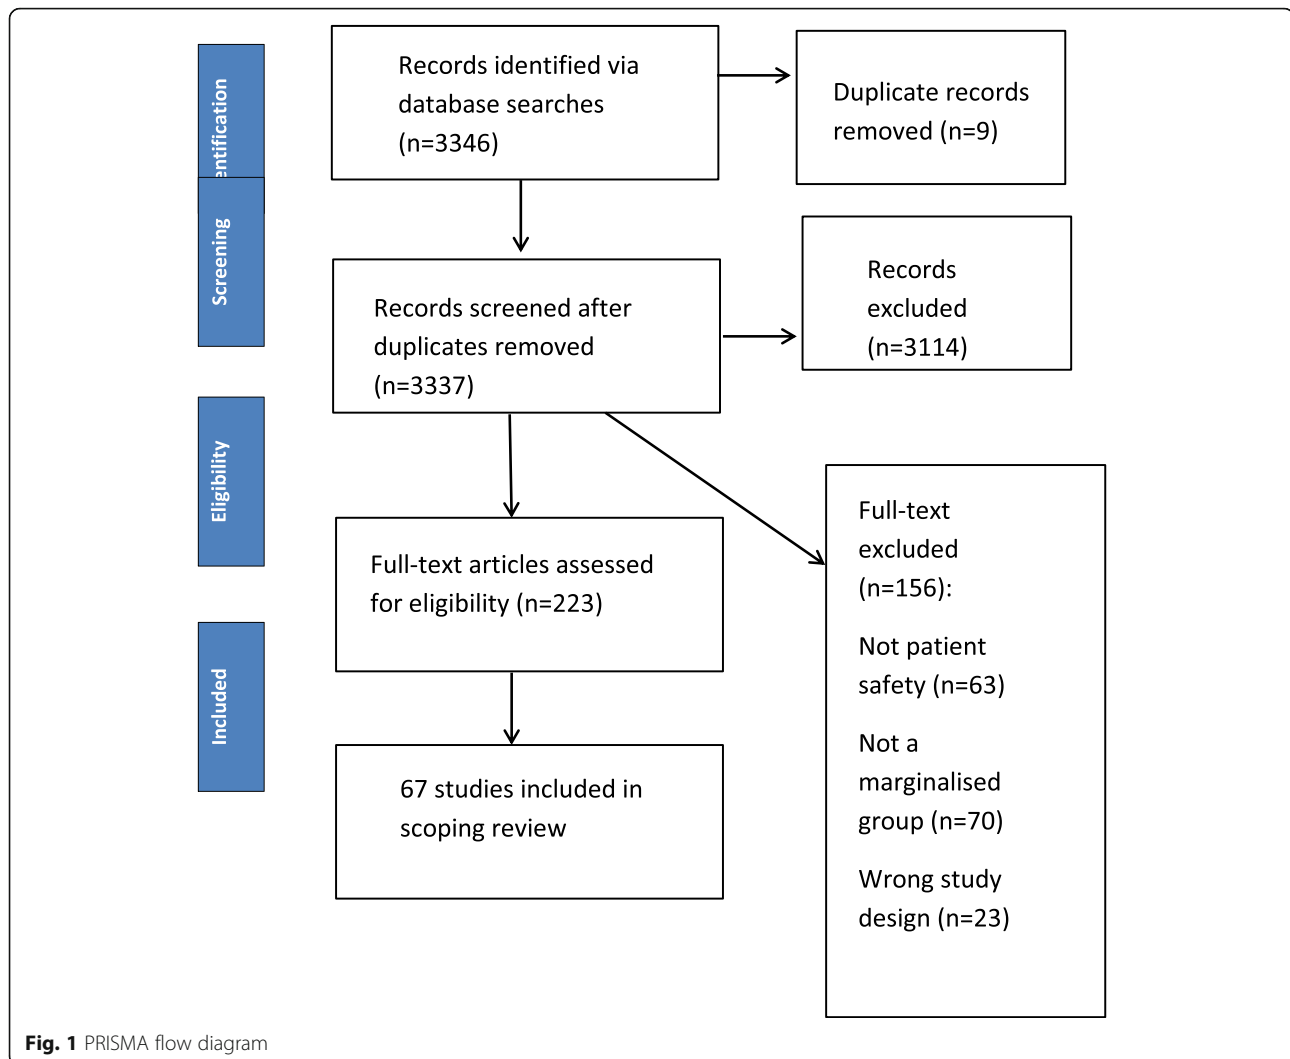 entification
Records identified via
database searches
(n=3346)
Duplicate records
removed (n=9)
Screening
Records screened after
duplicates removed
(n=3337)
Records
excluded
(n=3114)
Eligibility
Full-text articles assessed
for eligibility (n=223)
Full-text
excluded
(n=156):
Not patient
safety (n=63)
Not a
marginalised
group (n=70)
Wrong study
design (n=23)
Included
67 studies included in
scoping review
Fig. 1 PRISMA flow diagram